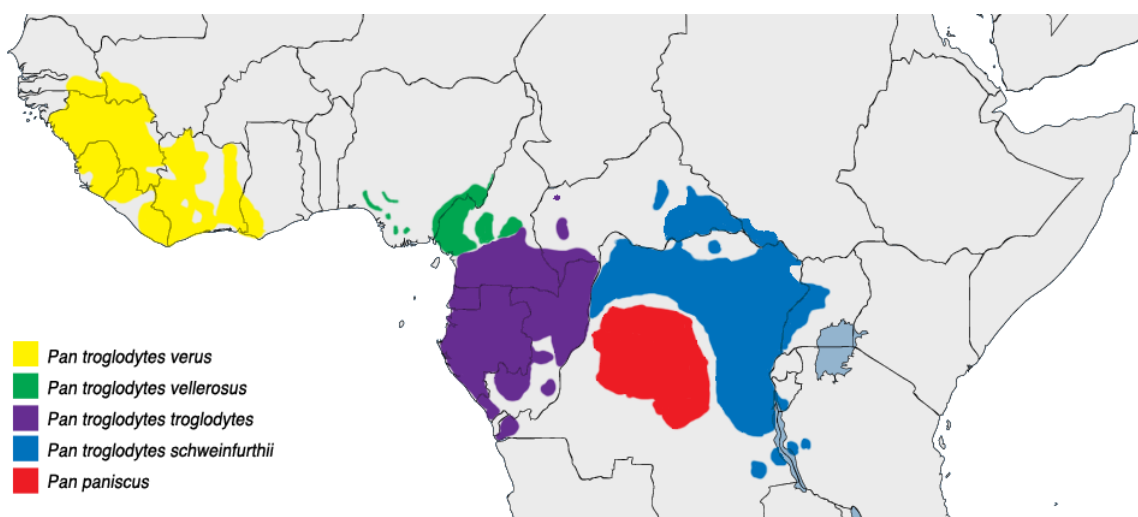 Pan troglodytes verus
Pan troglodytes vellerosus
Pan troglodytes troglodytes
Pan troglodytes schweinfurthii
Pan paniscus